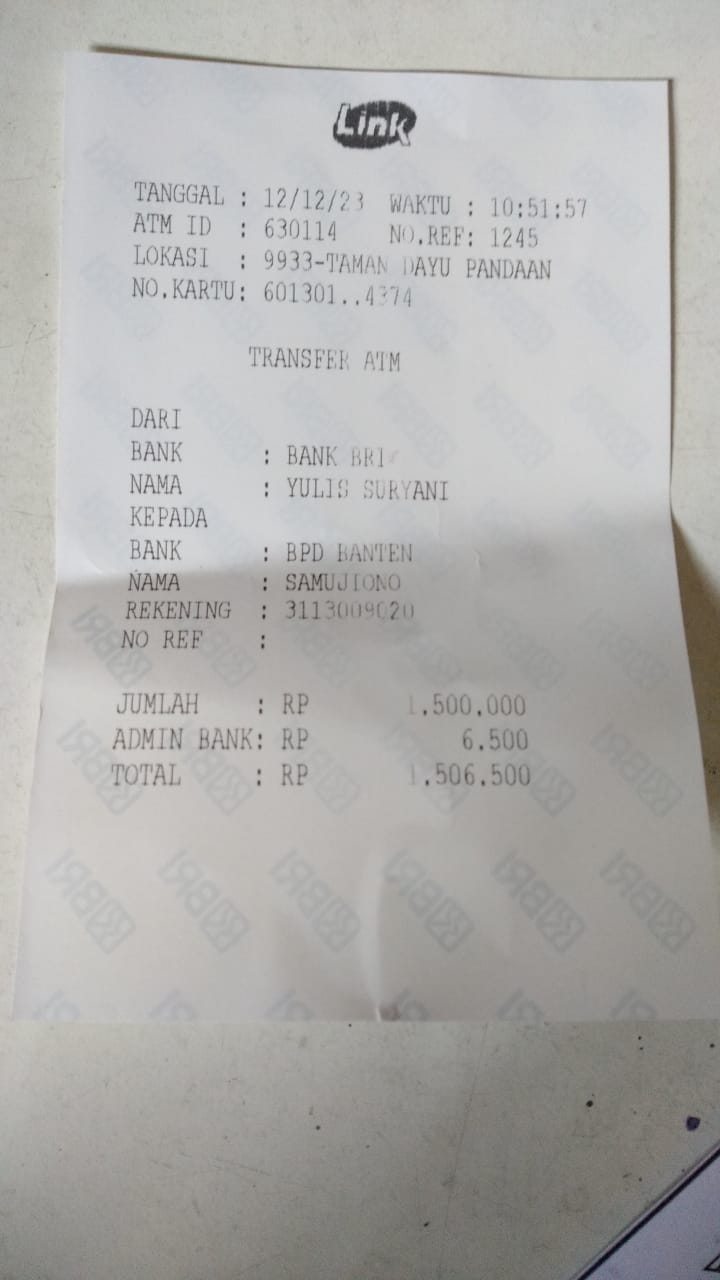 Link
TANGGAL : 12/12/23 WAKTU : 10:51:57
ATM ID : 630114 NO.REF: 1245
LOKASI : 9933-TAMAN DAYU PANDAAN
NO.KARTU: 601301..4374
TRANSFER ATM
DARI
BANK : BANK BRI
NAMA : YULIS SURYANI
KEPADA
BANK : BPD BANTEN
NAMA : SAMUJIONO
REKENING : 3113009020
NO REF :
JUMLAH : RP 1.500.000
ADMIN BANK: RP 6.500
TOTAL : RP 1.506.500